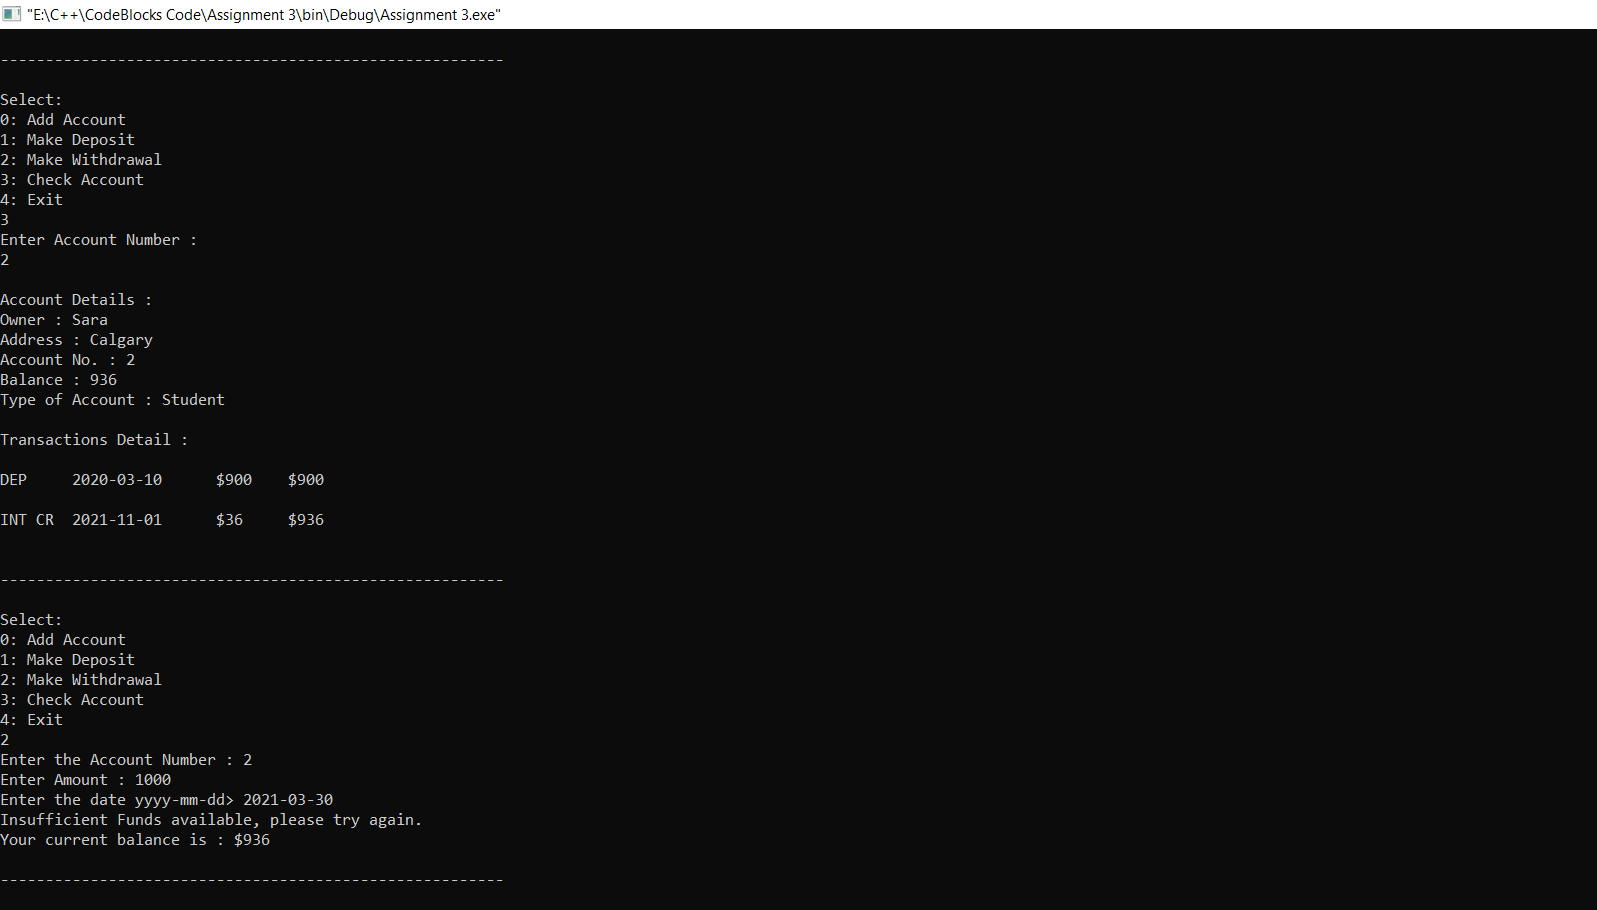 "E:\C++\CodeBlocks Code\Assignment 3\bin\Debug\Assignment 3.exe"
--------------------------------------------------------
Select:
0: Add Account
1: Make Deposit
2: Make Withdrawal
3: Check Account
4: Exit
3
Enter Account Number :
2
Account Details :
Owner : Sara
Address : Calgary
Account No. : 2
Balance : 936
Type of Account : Student
Transactions Detail :
DEP     2020-03-10      $900    $900
INT CR  2021-11-01      $36     $936
--------------------------------------------------------
Select:
0: Add Account
1: Make Deposit
2: Make Withdrawal
3: Check Account
4: Exit
2
Enter the Account Number : 2
Enter Amount : 1000
Enter the date yyyy-mm-dd> 2021-03-30
Insufficient Funds available, please try again.
Your current balance is : $936
--------------------------------------------------------